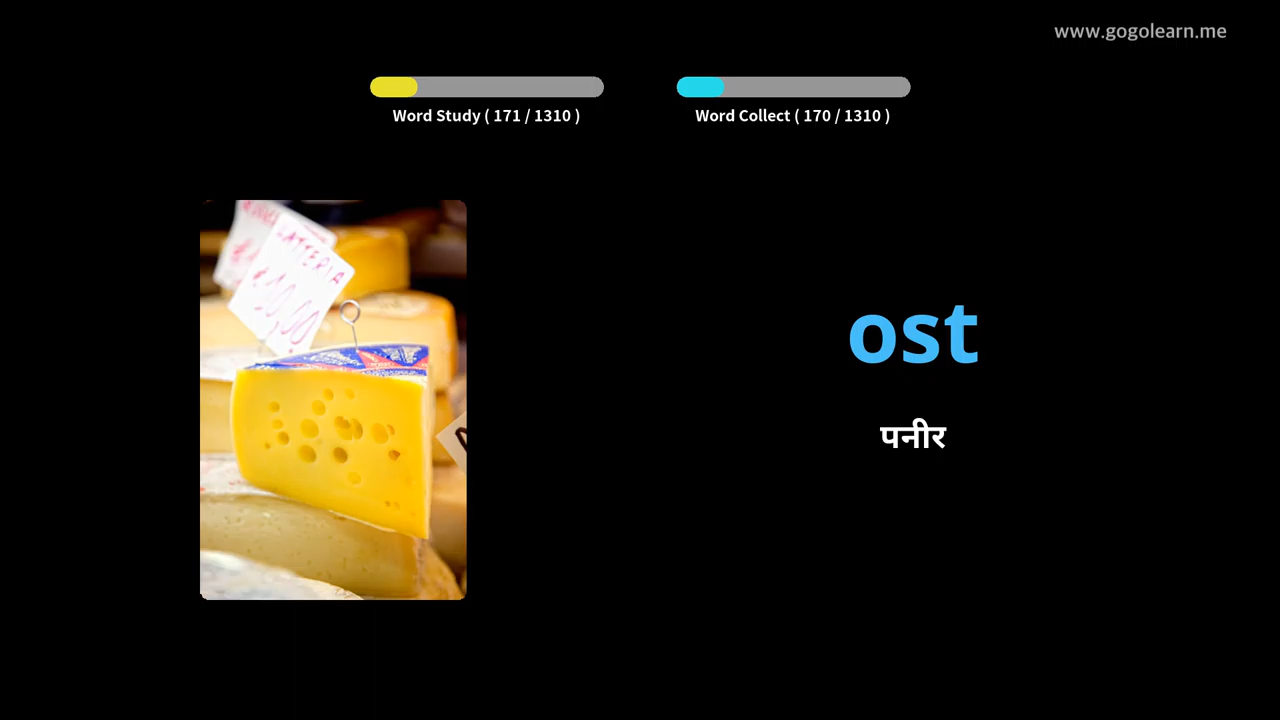 www.gogolearn.me
Word Study ( 171 / 1310 )
Word Collect ( 170 / 1310 )
LATTERIA
ost
पनीर